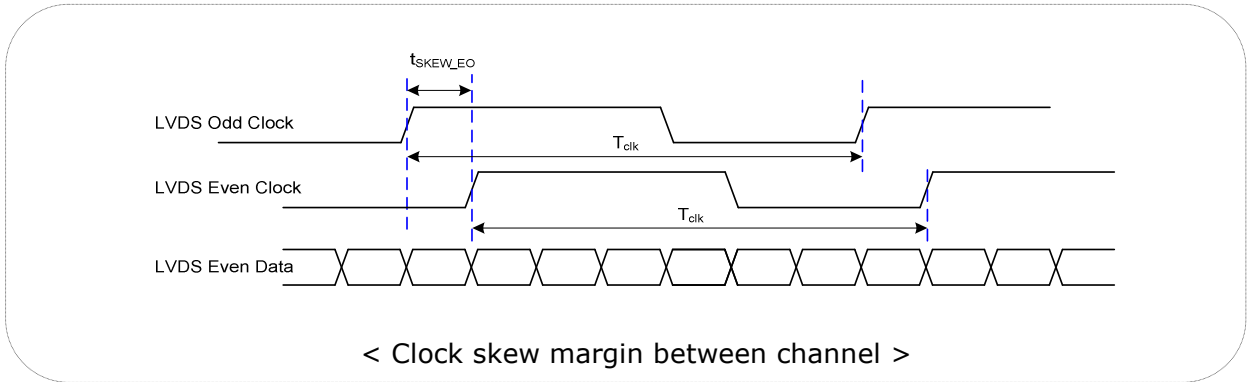 tSKEW_EO
LVDS Odd Clock
Tclk
LVDS Even Clock
Tclk
LVDS Even Data
< Clock skew margin between channel >